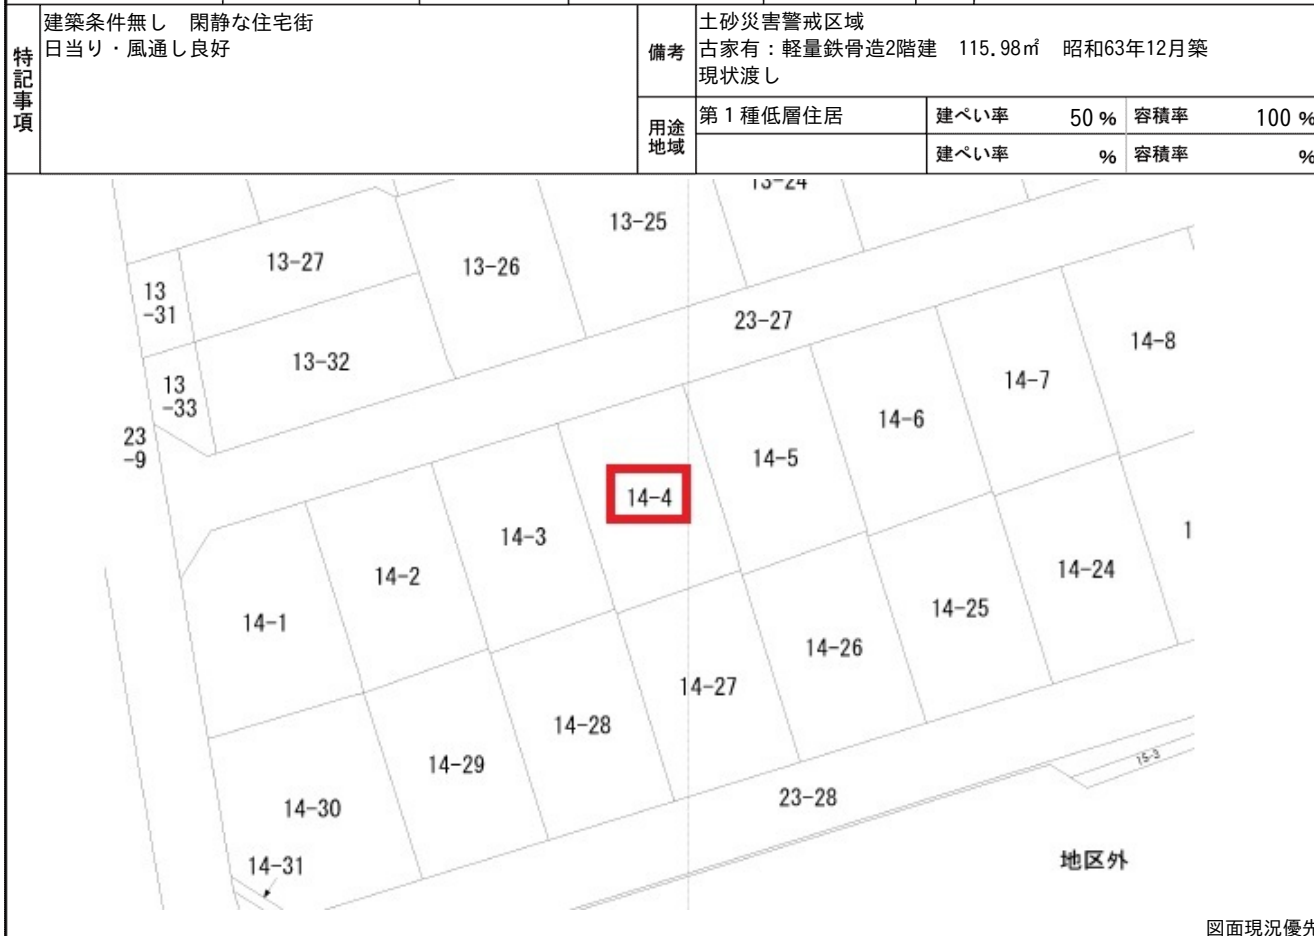 特記事項
建築条件無し　閑静な住宅街
日当り・風通し良好
備考
土砂災害警戒区域
古家有：軽量鉄骨造2階建　115.98㎡　昭和63年12月築
現状渡し
用途地域
第1種低層住居　建ぺい率　50 %　容積率　100 %
建ぺい率　%　容積率　%
13-24
13-25
13-27
13-26
13
-31
23-27
13-32
14-8
13
-33
14-7
23
-9
14-6
14-5
14-4
14-3
14-2
14-24
14-25
14-1
14-26
14-27
14-28
14-29
15-3
23-28
14-30
地区外
14-31
図面現況優先